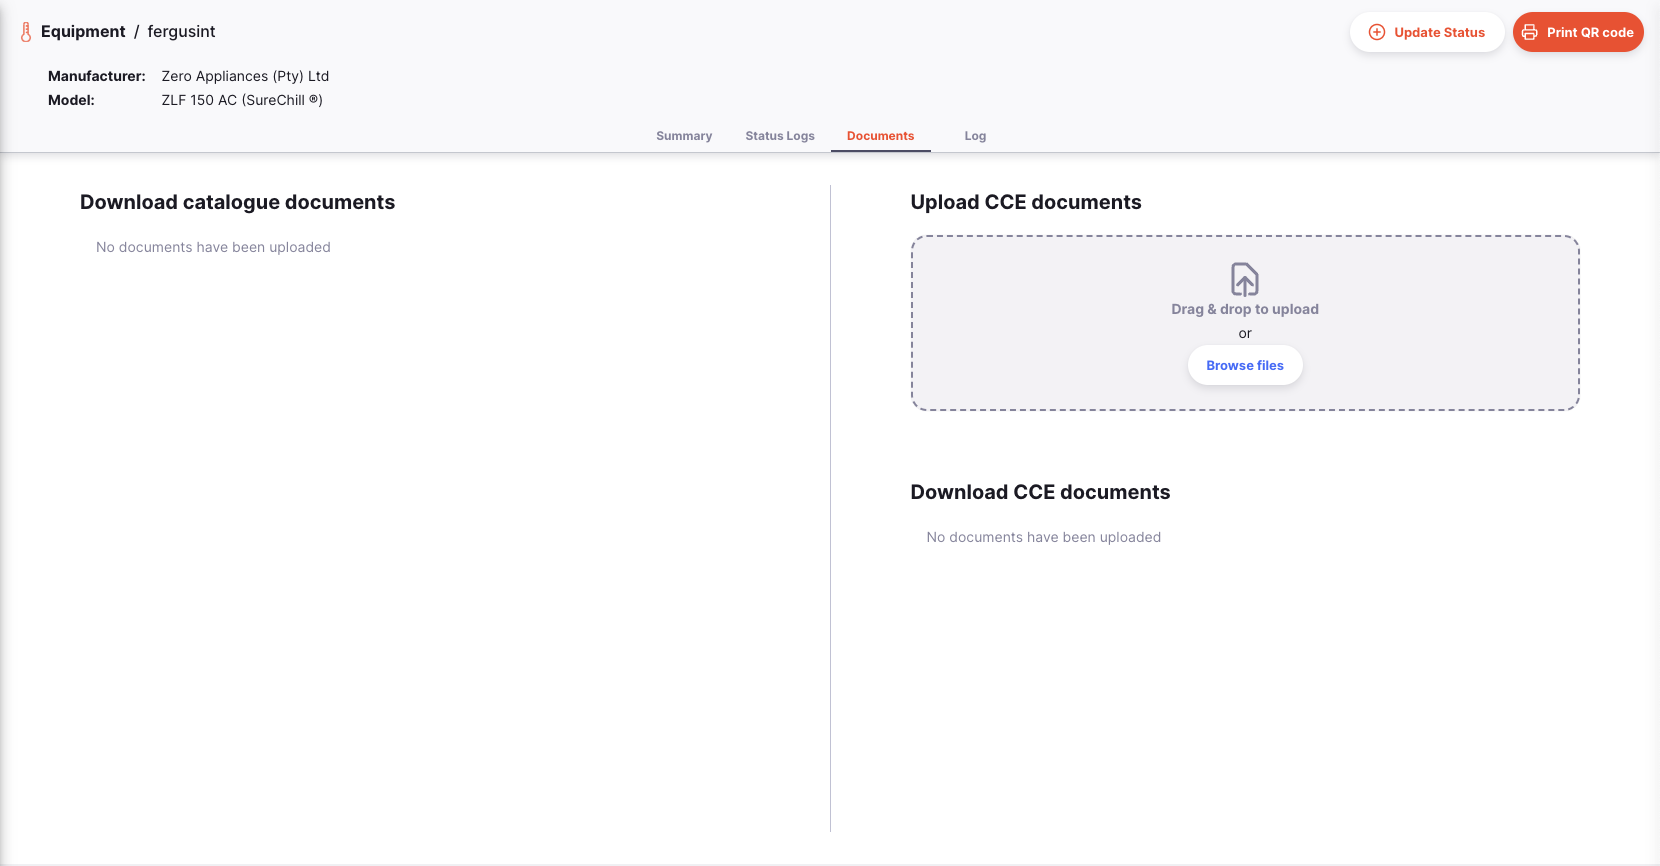 Equipment / fergusint
Update Status
Print QR code
Manufacturer: Zero Appliances (Pty) Ltd
Model: ZLF 150 AC (SureChill ®)
Summary Status Logs Documents Log
Download catalogue documents
No documents have been uploaded
Upload CCE documents
Drag & drop to upload
or
Browse files
Download CCE documents
No documents have been uploaded